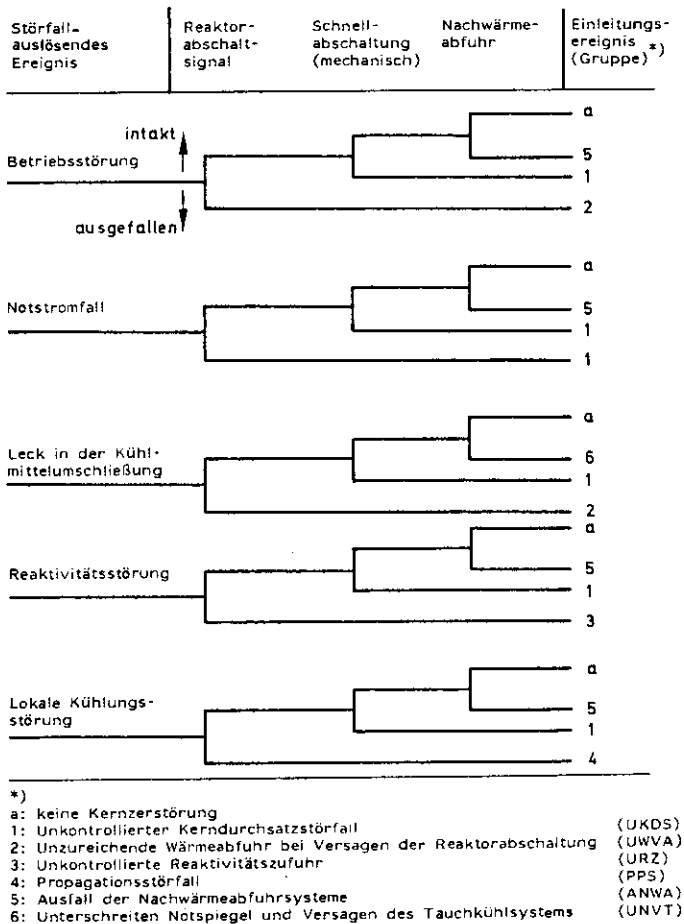 Störfall-auslösendes Ereignis
Reaktor-abschalt-signal
Schnell-abschaltung (mechanisch)
Nachwärme-abfuhr
Einleitungs-ereignis (Gruppe)*)
intakt
Betriebsstörung
ausgefallen
a
5
1
2
Notstromfall
a
5
1
1
Leck in der Kühl-
mittelumschließung
a
6
1
2
Reaktivitätsstörung
a
5
1
3
Lokale Kühlungs-
störung
a
5
1
4
*)
a: keine Kernzerstörung
1: Unkontrollierter Kerndurchsatzstörfall (UKDS)
2: Unzureichende Wärmeabfuhr bei Versagen der Reaktorabschaltung (UWVA)
3: Unkontrollierte Reaktivitätszufuhr (URZ)
4: Propagationsstörfall (PPS)
5: Ausfall der Nachwärmeabfuhrsysteme (ANWA)
6: Unterschreiten Notspiegel und Versagen des Tauchkühlsystems (UNVT)